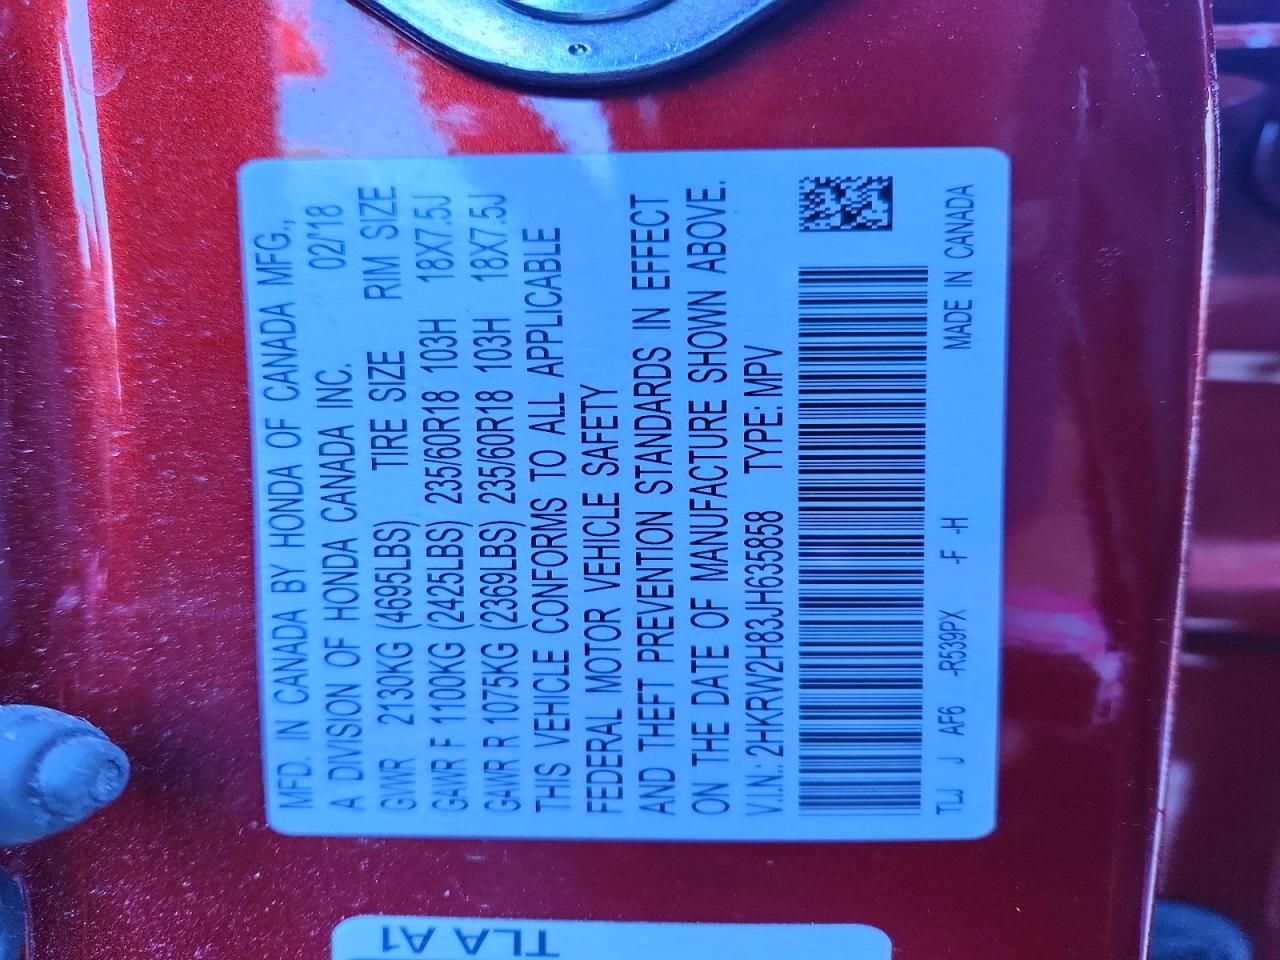 MFD. IN CANADA BY HONDA OF CANADA MFG.,
A DIVISION OF HONDA CANADA INC. 02/'18
GVWR 2130KG (4695LBS) TIRE SIZE RIM SIZE
GAWR F 1100KG (2425LBS) 235/60R18 103H 18X7.5J
GAWR R 1075KG (2369LBS) 235/60R18 103H 18X7.5J
THIS VEHICLE CONFORMS TO ALL APPLICABLE
FEDERAL MOTOR VEHICLE SAFETY
AND THEFT PREVENTION STANDARDS IN EFFECT
ON THE DATE OF MANUFACTURE SHOWN ABOVE.
V.I.N.: 2HKRW2H83JH635858 TYPE: MPV
TLJ J AF6 -R539PX -F -H MADE IN CANADA
TLA A1